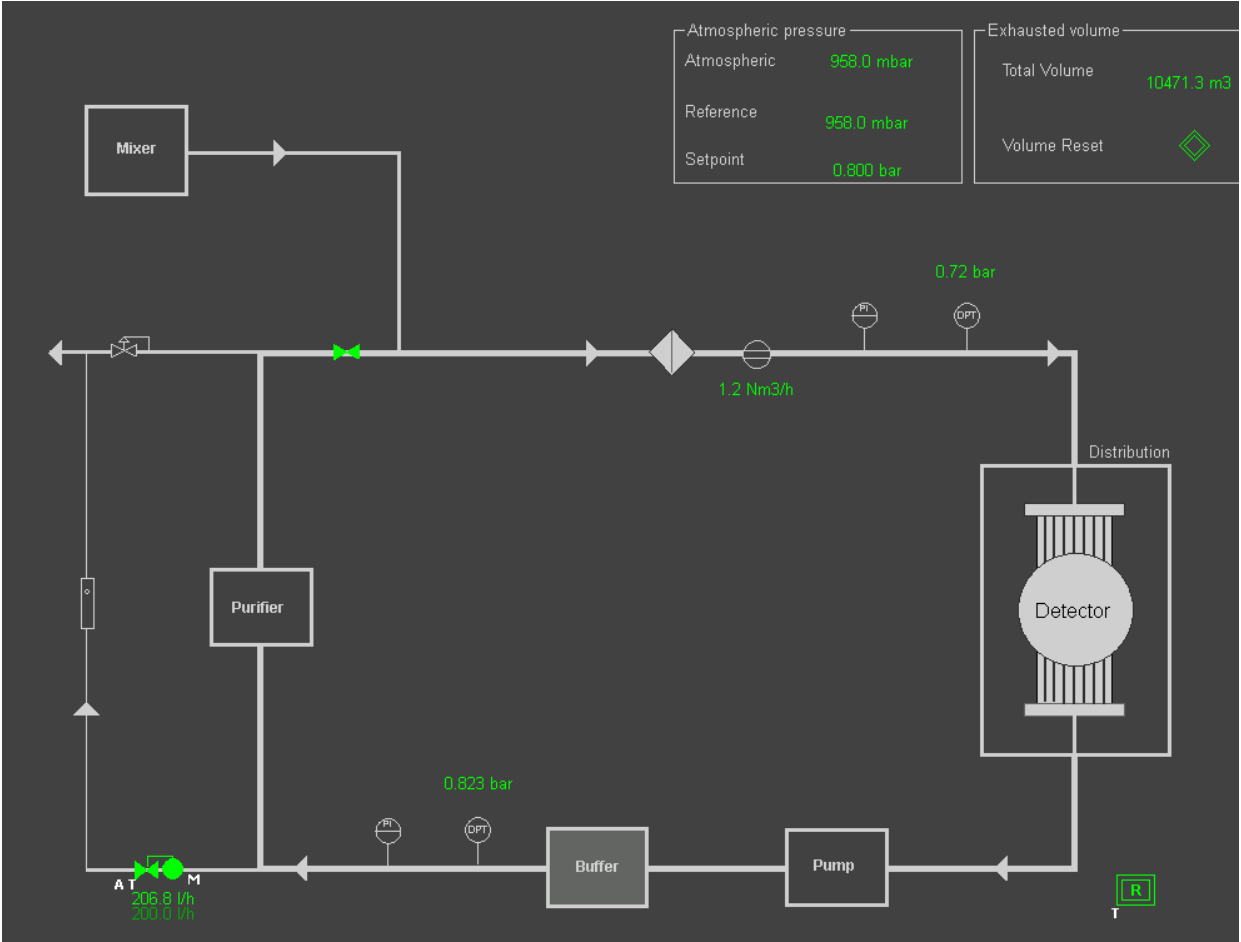 Atmospheric pressure
Atmospheric 958.0 mbar
Reference 958.0 mbar
Setpoint 0.800 bar
Exhausted volume
Total Volume 10471.3 m3
Volume Reset
Mixer
0.72 bar
PI
DPT
1.2 Nm3/h
Distribution
Detector
Purifier
0.823 bar
PI
DPT
Buffer
Pump
A T
M
206.8 l/h
200.0 l/h
R
T